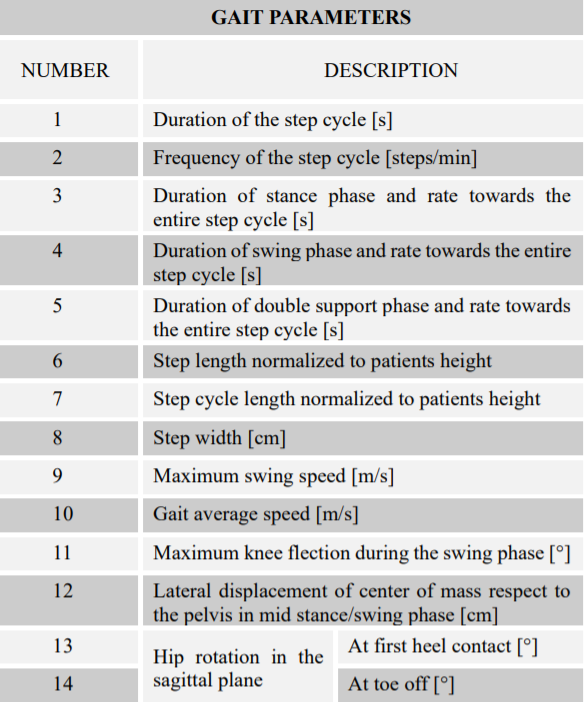 GAIT PARAMETERS
NUMBER DESCRIPTION
1 Duration of the step cycle [s]
2 Frequency of the step cycle [steps/min]
3 Duration of stance phase and rate towards the
entire step cycle [s]
4 Duration of swing phase and rate towards the entire
step cycle [s]
5 Duration of double support phase and rate towards
the entire step cycle [s]
6 Step length normalized to patients height
7 Step cycle length normalized to patients height
8 Step width [cm]
9 Maximum swing speed [m/s]
10 Gait average speed [m/s]
11 Maximum knee flection during the swing phase [°]
12 Lateral displacement of center of mass respect to
the pelvis in mid stance/swing phase [cm]
13 Hip rotation in the At first heel contact [°]
14 sagittal plane At toe off [°]